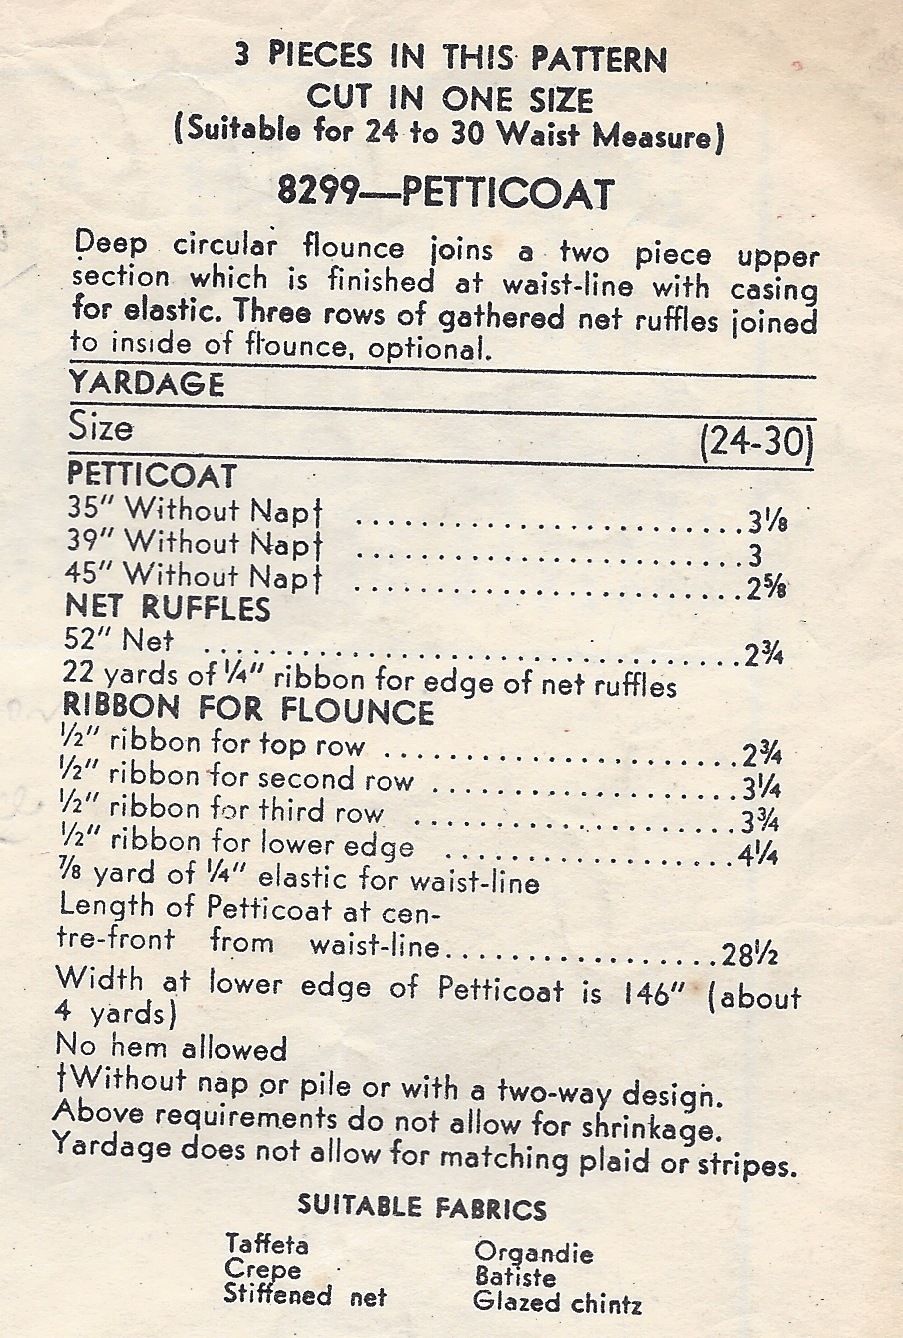 3 PIECES IN THIS PATTERN
CUT IN ONE SIZE
(Suitable for 24 to 30 Waist Measure)
8299—PETTICOAT
Deep circular flounce joins a two piece upper
section which is finished at waist-line with casing
for elastic. Three rows of gathered net ruffles joined
to inside of flounce, optional.
YARDAGE
Size (24-30)
PETTICOAT
35" Without Nap† ........................3⅛
39" Without Nap† ........................3
45" Without Nap† ........................2⅝
NET RUFFLES
52" Net .................................2¾
22 yards of ¼" ribbon for edge of net ruffles
RIBBON FOR FLOUNCE
½" ribbon for top row ......................2¾
½" ribbon for second row ...................3¼
½" ribbon for third row ....................3¾
½" ribbon for lower edge ..................4¼
⅞ yard of ¼" elastic for waist-line
Length of Petticoat at cen-
tre-front from waist-line.................28½
Width at lower edge of Petticoat is 146" (about
4 yards)
No hem allowed
†Without nap or pile or with a two-way design.
Above requirements do not allow for shrinkage.
Yardage does not allow for matching plaid or stripes.
SUITABLE FABRICS
Taffeta Organdie
Crepe Batiste
Stiffened net Glazed chintz